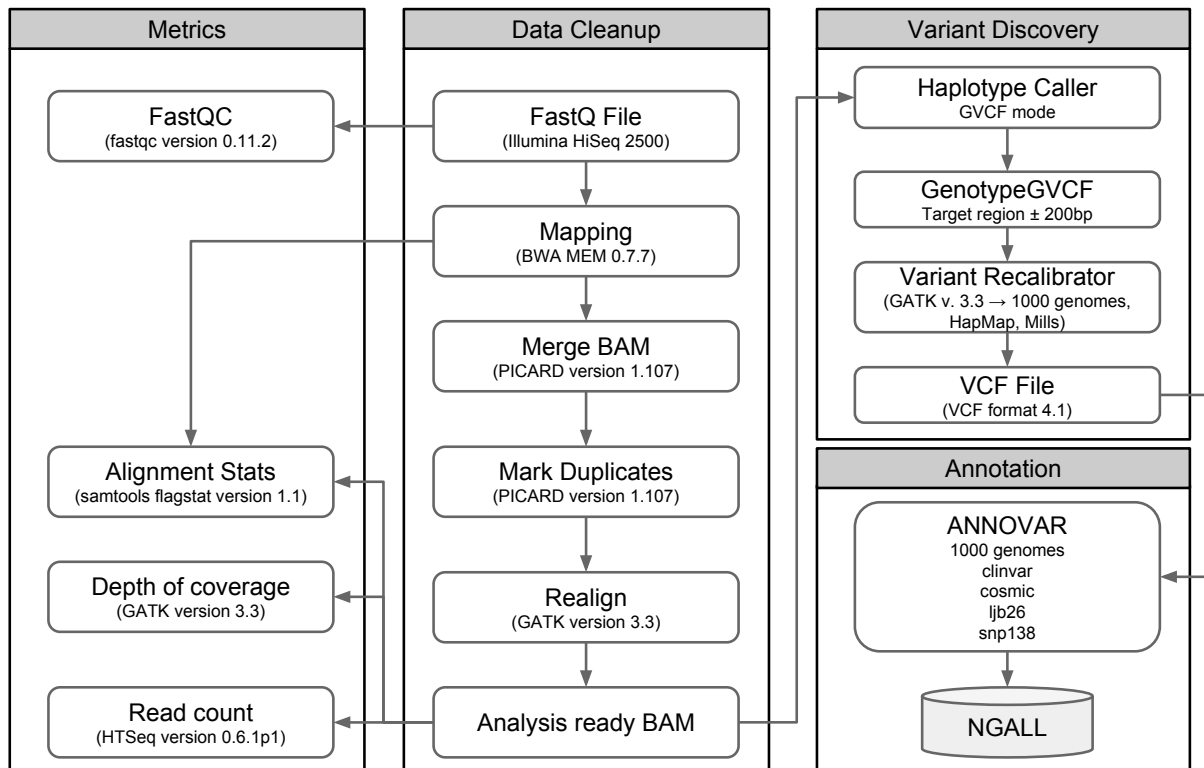 Metrics
FastQC
(fastqc version 0.11.2)
Alignment Stats
(samtools flagstat version 1.1)
Depth of coverage
(GATK version 3.3)
Read count
(HTSeq version 0.6.1p1)
Data Cleanup
FastQ File
(Illumina HiSeq 2500)
Mapping
(BWA MEM 0.7.7)
Merge BAM
(PICARD version 1.107)
Mark Duplicates
(PICARD version 1.107)
Realign
(GATK version 3.3)
Analysis ready BAM
Variant Discovery
Haplotype Caller
GVCF mode
GenotypeGVCF
Target region ± 200bp
Variant Recalibrator
(GATK v. 3.3 → 1000 genomes,
HapMap, Mills)
VCF File
(VCF format 4.1)
Annotation
ANNOVAR
1000 genomes
clinvar
cosmic
ljb26
snp138
NGALL